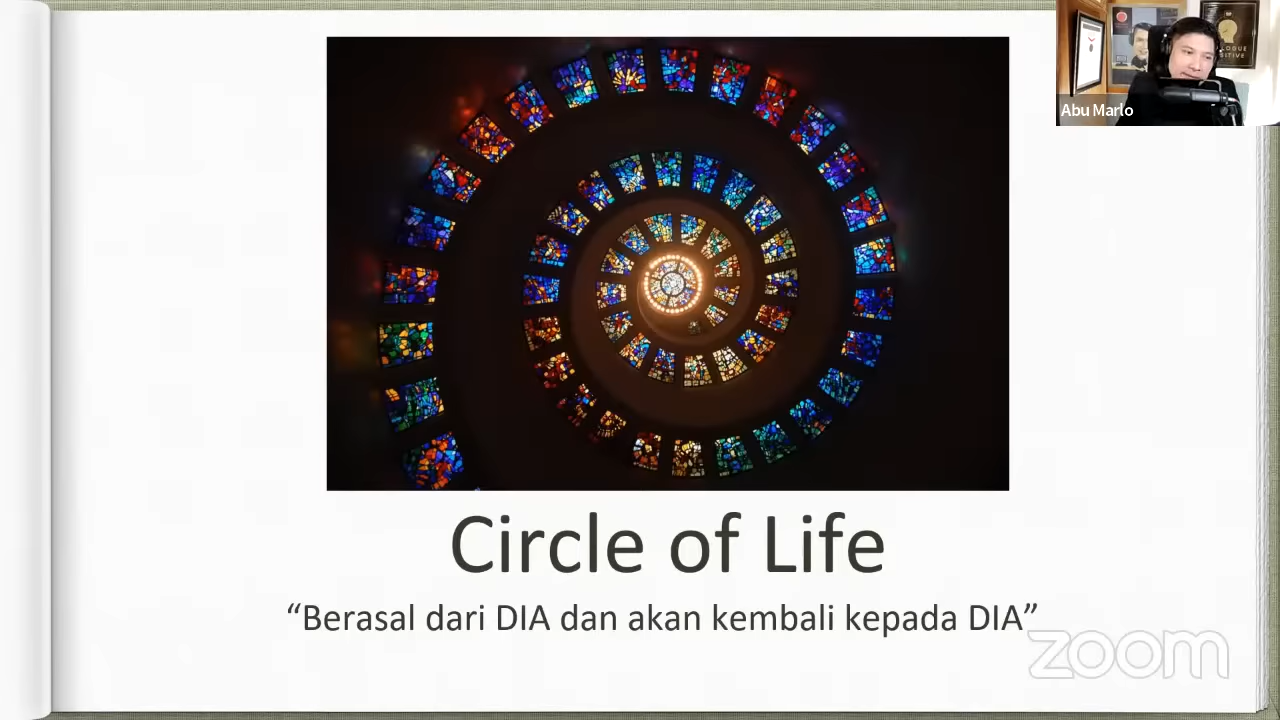 Abu Marlo
Circle of Life
“Berasal dari DIA dan akan kembali kepada DIA”
zoom